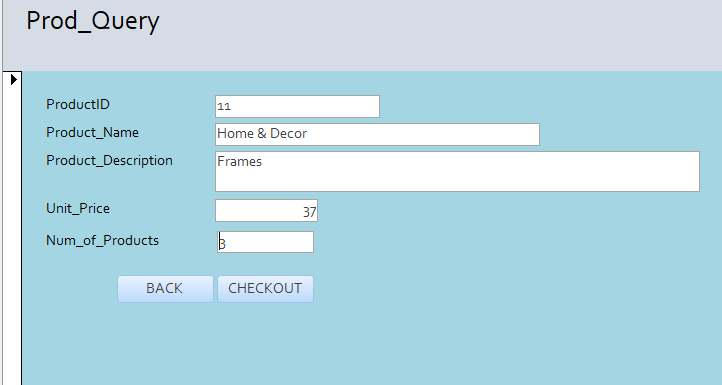 Prod_Query
ProductID 11
Product_Name Home & Decor
Product_Description Frames
Unit_Price 37
Num_of_Products 3
BACK CHECKOUT